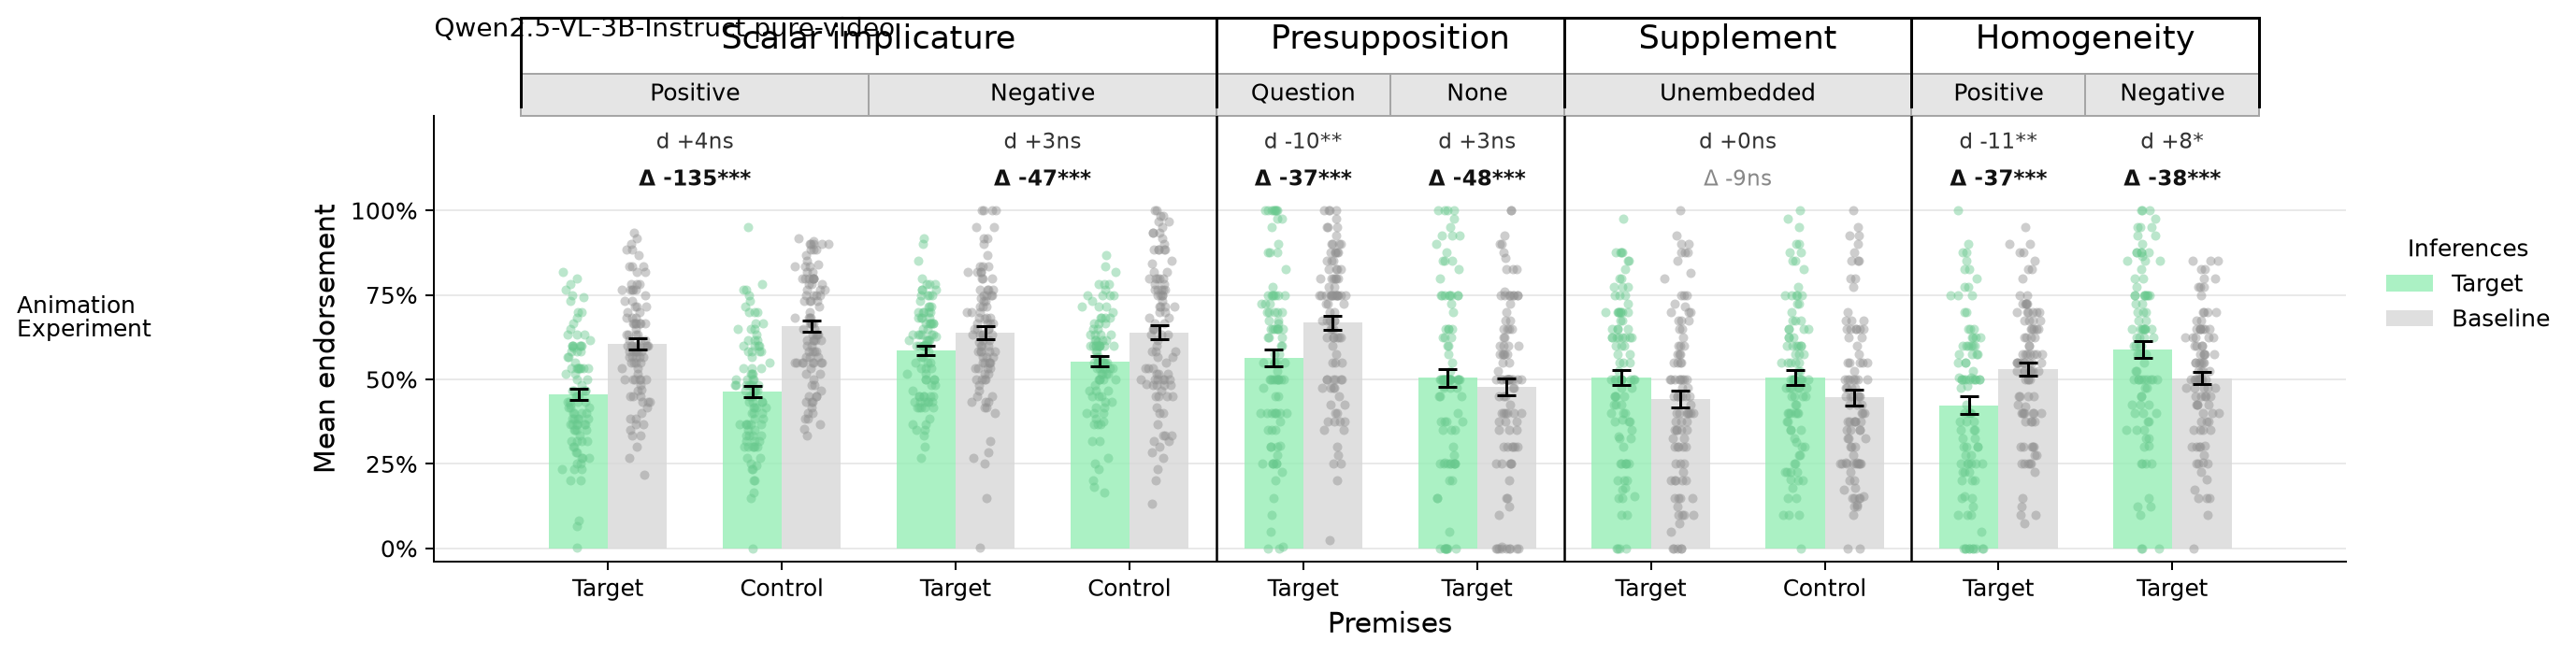 Qwen2.5-VL-3B-Instruct pure-video
Scalar implicature Presupposition Supplement Homogeneity
Positive Negative Question None Unembedded Positive Negative
d +4ns d +3ns d -10** d +3ns d +0ns d -11** d +8*
Δ -135*** Δ -47*** Δ -37*** Δ -48*** Δ -9ns Δ -37*** Δ -38***
Mean endorsement
100%
75%
50%
25%
0%
Animation
Experiment
Inferences
Target
Baseline
Target Control Target Control Target Target Target Control Target Target
Premises